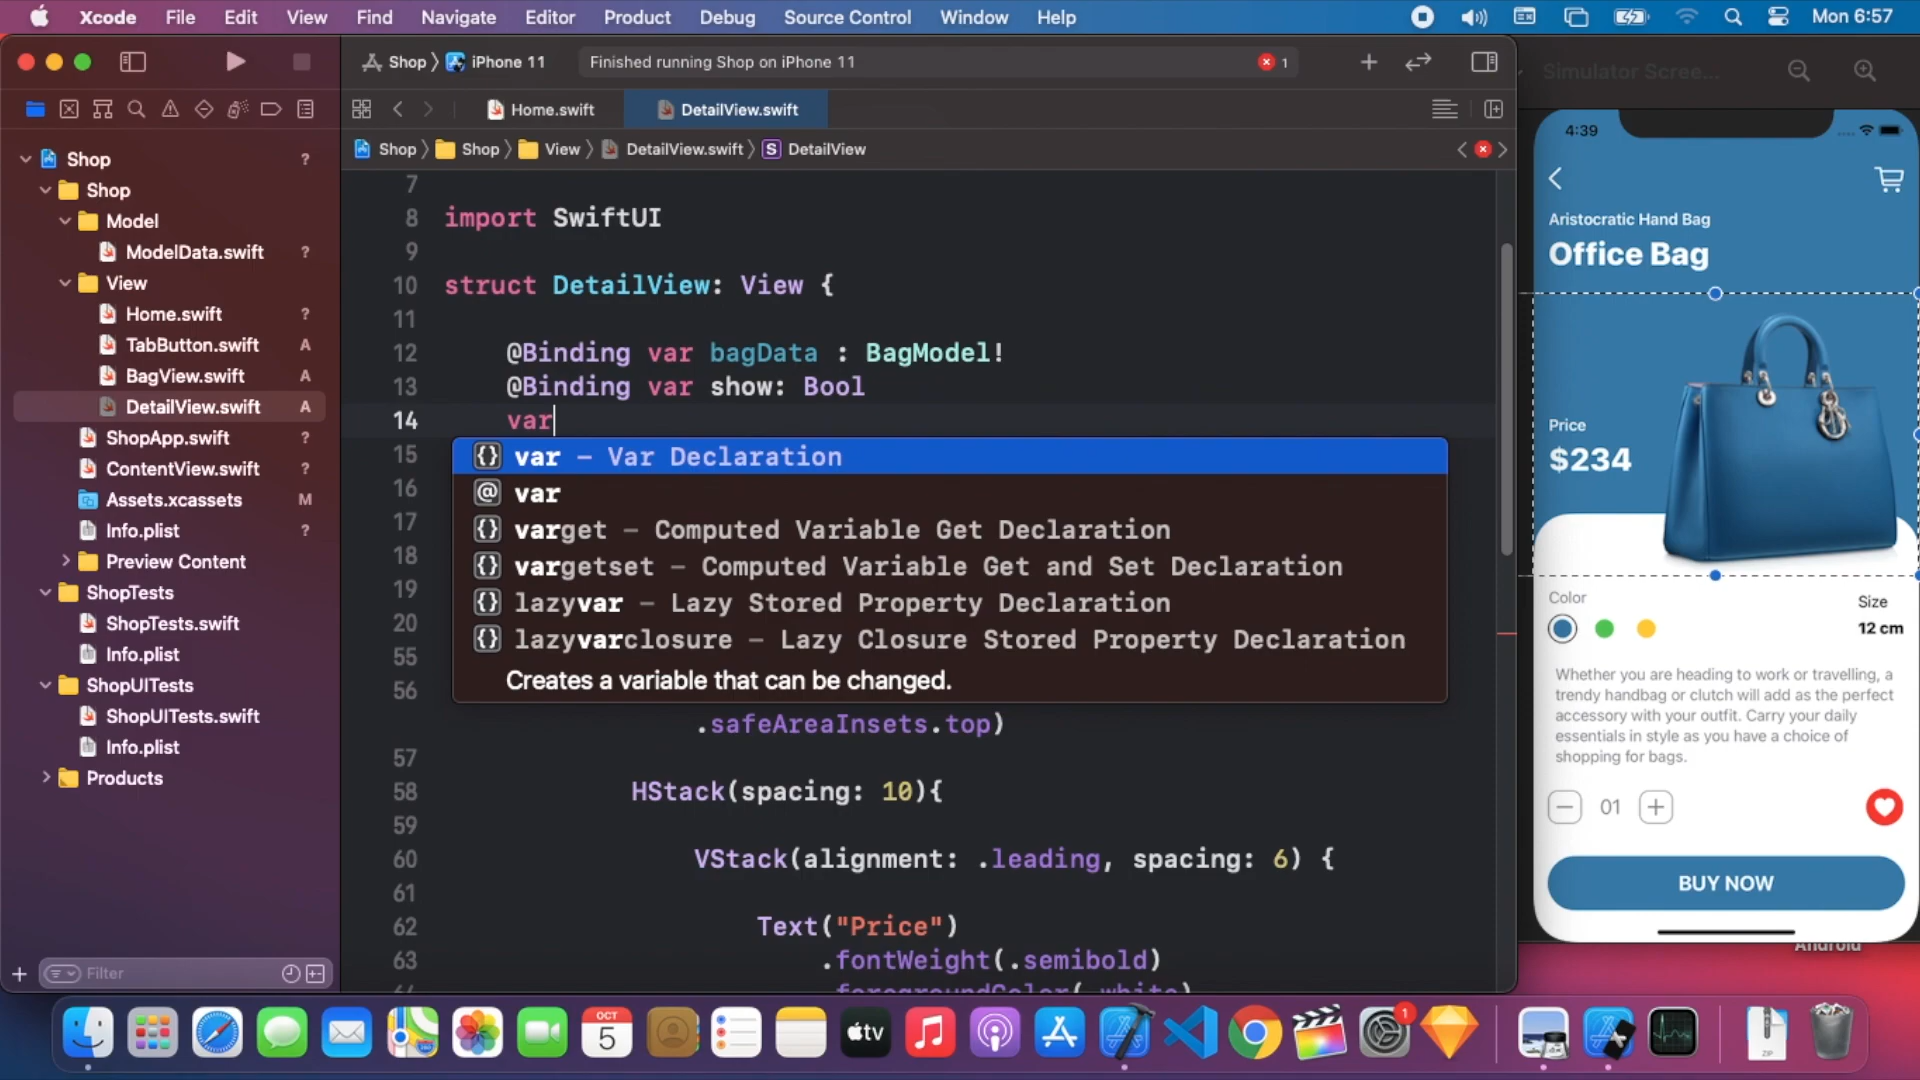 Xcode File Edit View Find Navigate Editor Product Debug Source Control Window Help Mon 6:57
Shop iPhone 11 Finished running Shop on iPhone 11 1
Home.swift DetailView.swift
Shop Shop View DetailView.swift S DetailView
Shop ?
Shop
Model
ModelData.swift ?
View
Home.swift ?
TabButton.swift A
BagView.swift A
DetailView.swift A
ShopApp.swift ?
ContentView.swift ?
Assets.xcassets M
Info.plist ?
Preview Content
ShopTests
ShopTests.swift
Info.plist
ShopUITests
ShopUITests.swift
Info.plist
Products
Filter
7
8 import SwiftUI
9
10 struct DetailView: View {
11
12 @Binding var bagData : BagModel!
13 @Binding var show: Bool
14 var
15
16
17
18
19
20
55
56
.safeAreaInsets.top)
57
58 HStack(spacing: 10){
59
60 VStack(alignment: .leading, spacing: 6) {
61
62 Text("Price")
63 .fontWeight(.semibold)
64 .foregroundColor(.white)
{} var – Var Declaration
@ var
{} varget – Computed Variable Get Declaration
{} vargetset – Computed Variable Get and Set Declaration
{} lazyvar – Lazy Stored Property Declaration
{} lazyvarclosure – Lazy Closure Stored Property Declaration
Creates a variable that can be changed.
Simulator Scree...
4:39
Aristocratic Hand Bag
Office Bag
Price
$234
Color
Size
12 cm
Whether you are heading to work or travelling, a
trendy handbag or clutch will add as the perfect
accessory with your outfit. Carry your daily
essentials in style as you have a choice of
shopping for bags.
01
BUY NOW
Android
OCT
5
tv
1
ZIP